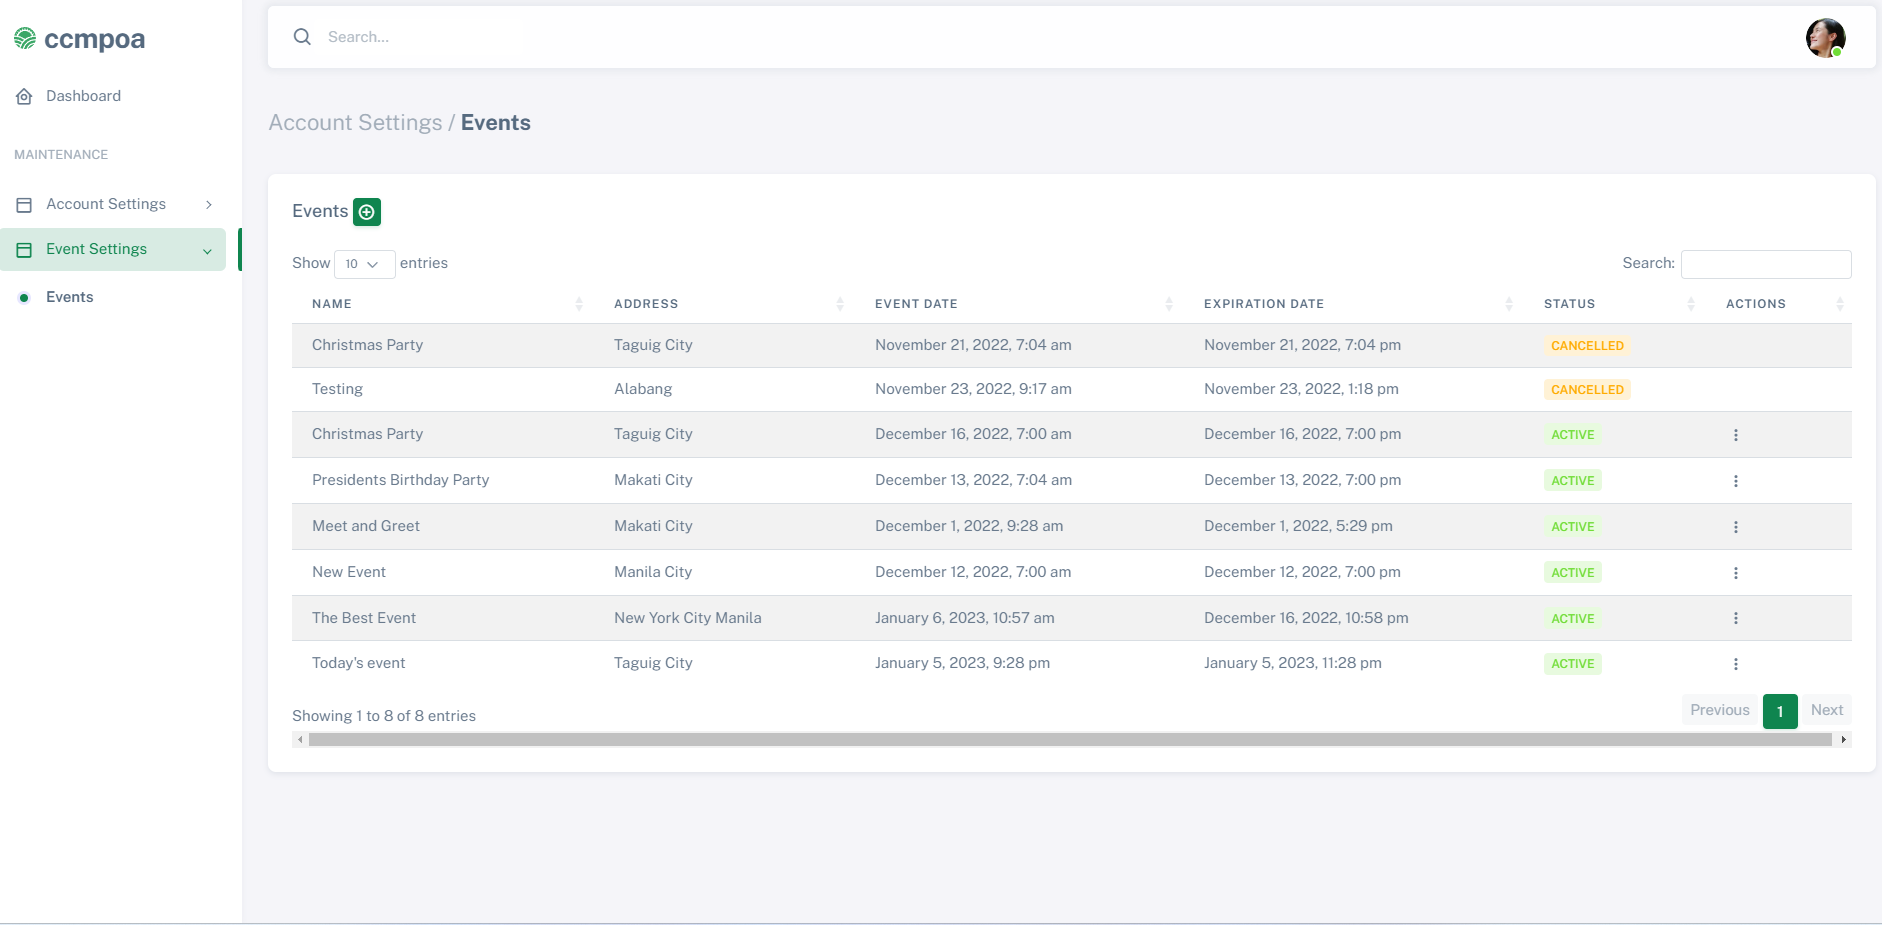 ccmpoa
Search...
Dashboard
MAINTENANCE
Account Settings
Event Settings
Events
Account Settings / Events
Events
Show 10 entries
Search:
NAME ADDRESS EVENT DATE EXPIRATION DATE STATUS ACTIONS
Christmas Party Taguig City November 21, 2022, 7:04 am November 21, 2022, 7:04 pm CANCELLED
Testing Alabang November 23, 2022, 9:17 am November 23, 2022, 1:18 pm CANCELLED
Christmas Party Taguig City December 16, 2022, 7:00 am December 16, 2022, 7:00 pm ACTIVE
Presidents Birthday Party Makati City December 13, 2022, 7:04 am December 13, 2022, 7:00 pm ACTIVE
Meet and Greet Makati City December 1, 2022, 9:28 am December 1, 2022, 5:29 pm ACTIVE
New Event Manila City December 12, 2022, 7:00 am December 12, 2022, 7:00 pm ACTIVE
The Best Event New York City Manila January 6, 2023, 10:57 am December 16, 2022, 10:58 pm ACTIVE
Today's event Taguig City January 5, 2023, 9:28 pm January 5, 2023, 11:28 pm ACTIVE
Showing 1 to 8 of 8 entries
Previous 1 Next